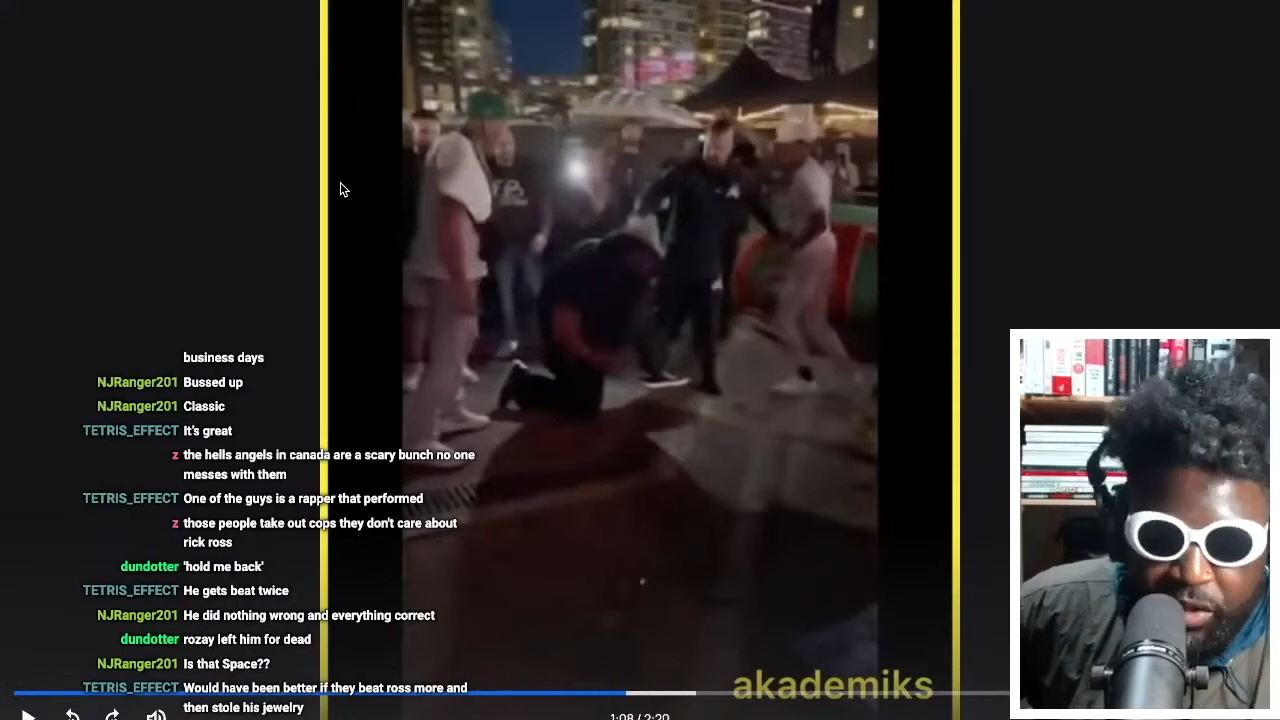 business days
NJRanger201 Bussed up
NJRanger201 Classic
TETRIS_EFFECT It's great
z the hells angels in canada are a scary bunch no one
messes with them
TETRIS_EFFECT One of the guys is a rapper that performed
z those people take out cops they don't care about
rick ross
dundotter 'hold me back'
TETRIS_EFFECT He gets beat twice
NJRanger201 He did nothing wrong and everything correct
dundotter rozay left him for dead
NJRanger201 Is that Space??
TETRIS_EFFECT Would have been better if they beat ross more and
then stole his jewelry
akademiks
1:08 / 2:20